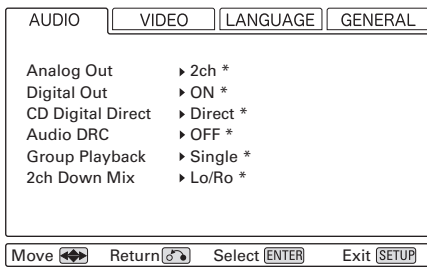 AUDIO VIDEO LANGUAGE GENERAL
Analog Out ▸ 2ch *
Digital Out ▸ ON *
CD Digital Direct ▸ Direct *
Audio DRC ▸ OFF *
Group Playback ▸ Single *
2ch Down Mix ▸ Lo/Ro *
Move Return Select ENTER Exit SETUP